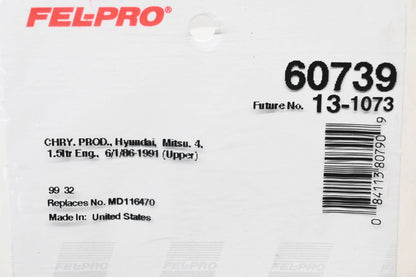 FEL-PRO®
60739
Future No. 13-1073
CHRY. PROD., Hyundai, Mitsu. 4,
1.5ltr Eng., 6/1/86-1991 (Upper)
99 32
Replaces No. MD116470
Made In: United States
0 84113 80790 9
FEL-PRO FEL-PRO FEL-PRO